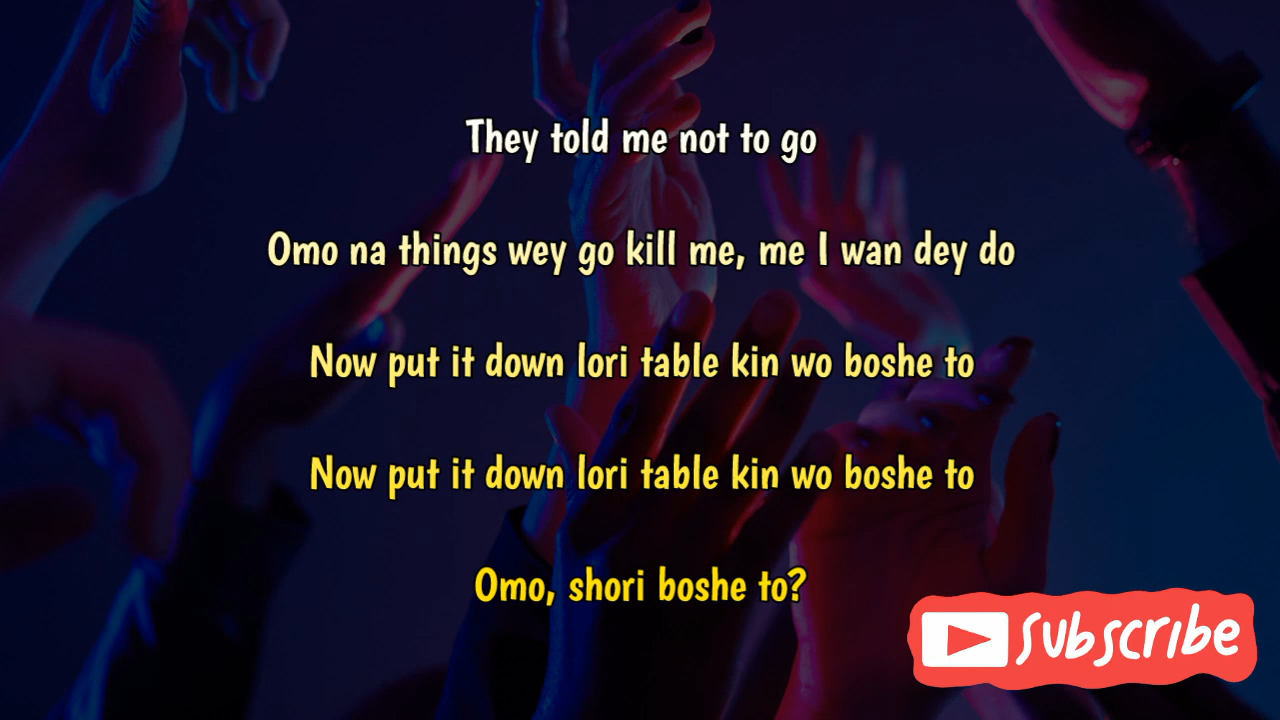 They told me not to go
Omo na things wey go kill me, me I wan dey do
Now put it down lori table kin wo boshe to
Now put it down lori table kin wo boshe to
Omo, shori boshe to?
Subscribe